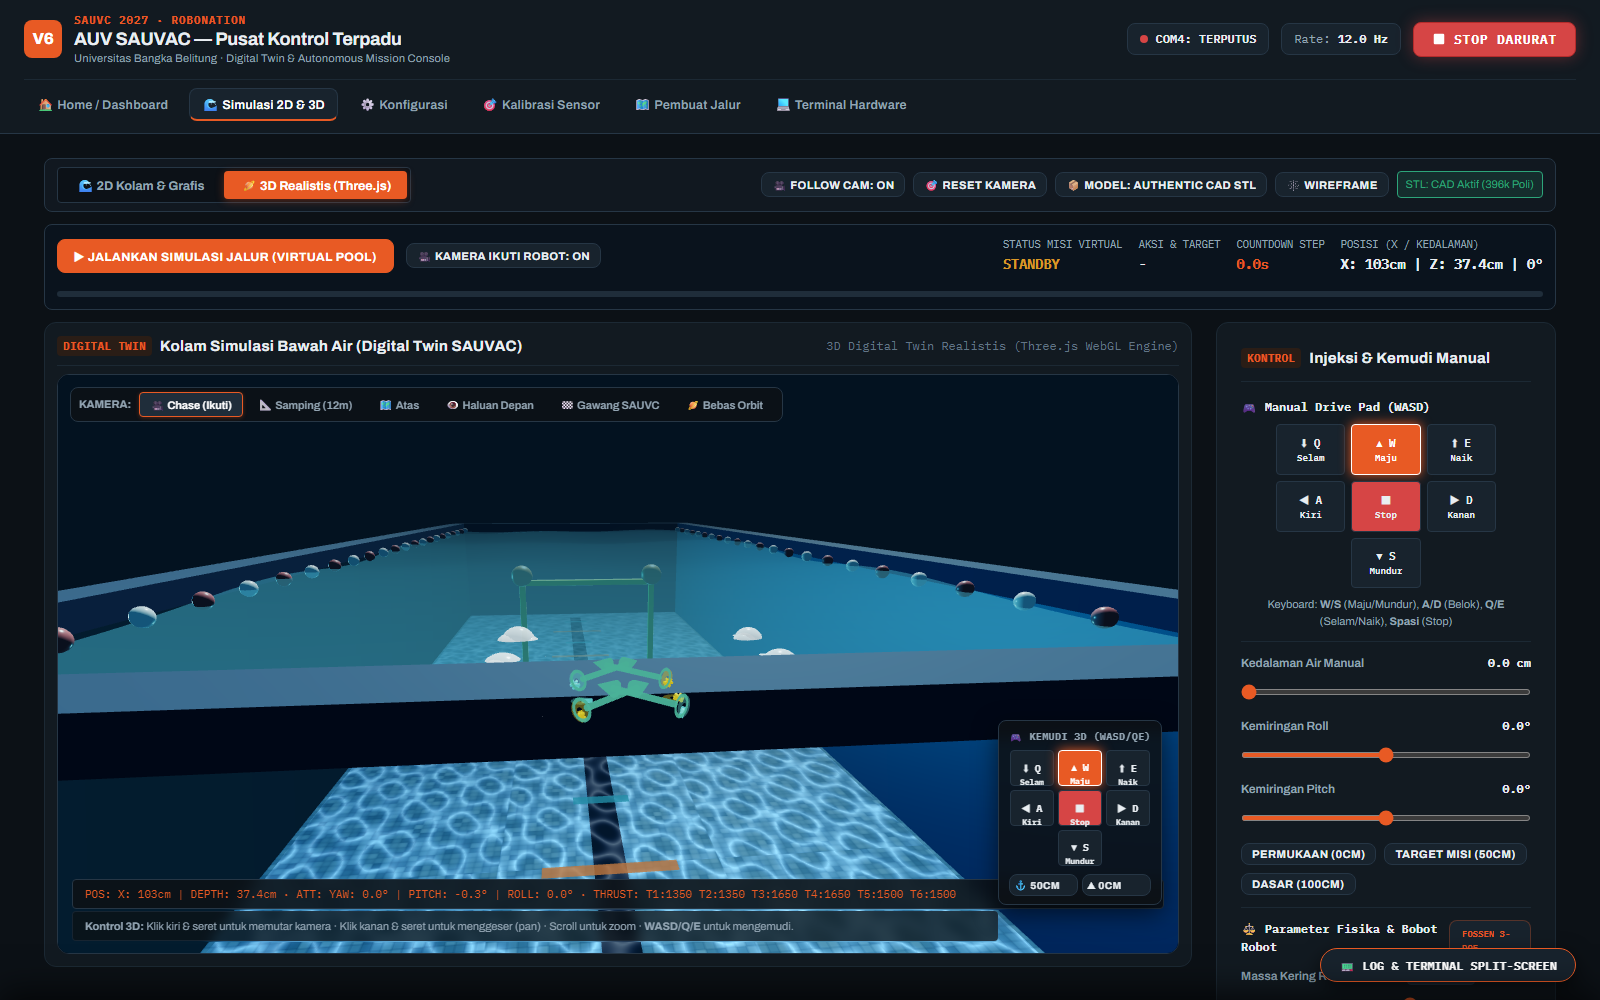 V6
SAUVC 2027 · ROBONATION
AUV SAUVAC — Pusat Kontrol Terpadu
Universitas Bangka Belitung · Digital Twin & Autonomous Mission Console
COM4: TERPUTUS
Rate: 12.0 Hz
STOP DARURAT
Home / Dashboard
Simulasi 2D & 3D
Konfigurasi
Kalibrasi Sensor
Pembuat Jalur
Terminal Hardware
2D Kolam & Grafis
3D Realistis (Three.js)
FOLLOW CAM: ON
RESET KAMERA
MODEL: AUTHENTIC CAD STL
WIREFRAME
STL: CAD Aktif (396k Poli)
▶ JALANKAN SIMULASI JALUR (VIRTUAL POOL)
KAMERA IKUTI ROBOT: ON
STATUS MISI VIRTUAL
STANDBY
AKSI & TARGET
-
COUNTDOWN STEP
0.0s
POSISI (X / KEDALAMAN)
X: 103cm | Z: 37.4cm | 0°
DIGITAL TWIN
Kolam Simulasi Bawah Air (Digital Twin SAUVAC)
3D Digital Twin Realistis (Three.js WebGL Engine)
KAMERA:
Chase (Ikuti)
Samping (12m)
Atas
Haluan Depan
Gawang SAUVC
Bebas Orbit
KEMUDI 3D (WASD/QE)
⬇ Q
Selam
▲ W
Maju
⬆ E
Naik
◀ A
Kiri
Stop
▶ D
Kanan
▼ S
Mundur
50CM
▲ 0CM
POS: X: 103cm | DEPTH: 37.4cm · ATT: YAW: 0.0° | PITCH: -0.3° | ROLL: 0.0° · THRUST: T1:1350 T2:1350 T3:1650 T4:1650 T5:1500 T6:1500
Kontrol 3D: Klik kiri & seret untuk memutar kamera · Klik kanan & seret untuk menggeser (pan) · Scroll untuk zoom · WASD/Q/E untuk mengemudi.
KONTROL
Injeksi & Kemudi Manual
Manual Drive Pad (WASD)
⬇ Q
Selam
▲ W
Maju
⬆ E
Naik
◀ A
Kiri
Stop
▶ D
Kanan
▼ S
Mundur
Keyboard: W/S (Maju/Mundur), A/D (Belok), Q/E
(Selam/Naik), Spasi (Stop)
Kedalaman Air Manual
0.0 cm
Kemiringan Roll
0.0°
Kemiringan Pitch
0.0°
PERMUKAAN (0CM)
TARGET MISI (50CM)
DASAR (100CM)
Parameter Fisika & Bobot
Robot
FOSSEN 3-
Massa Kering
LOG & TERMINAL SPLIT-SCREEN